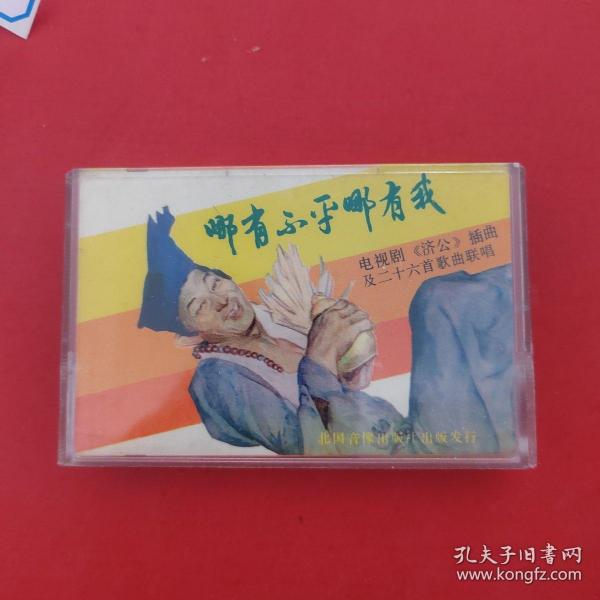 哪有不平哪有我
电视剧《济公》插曲
及二十六首歌曲联唱
北国音像出版社出版发行
孔夫子旧书网
www.kongfz.com